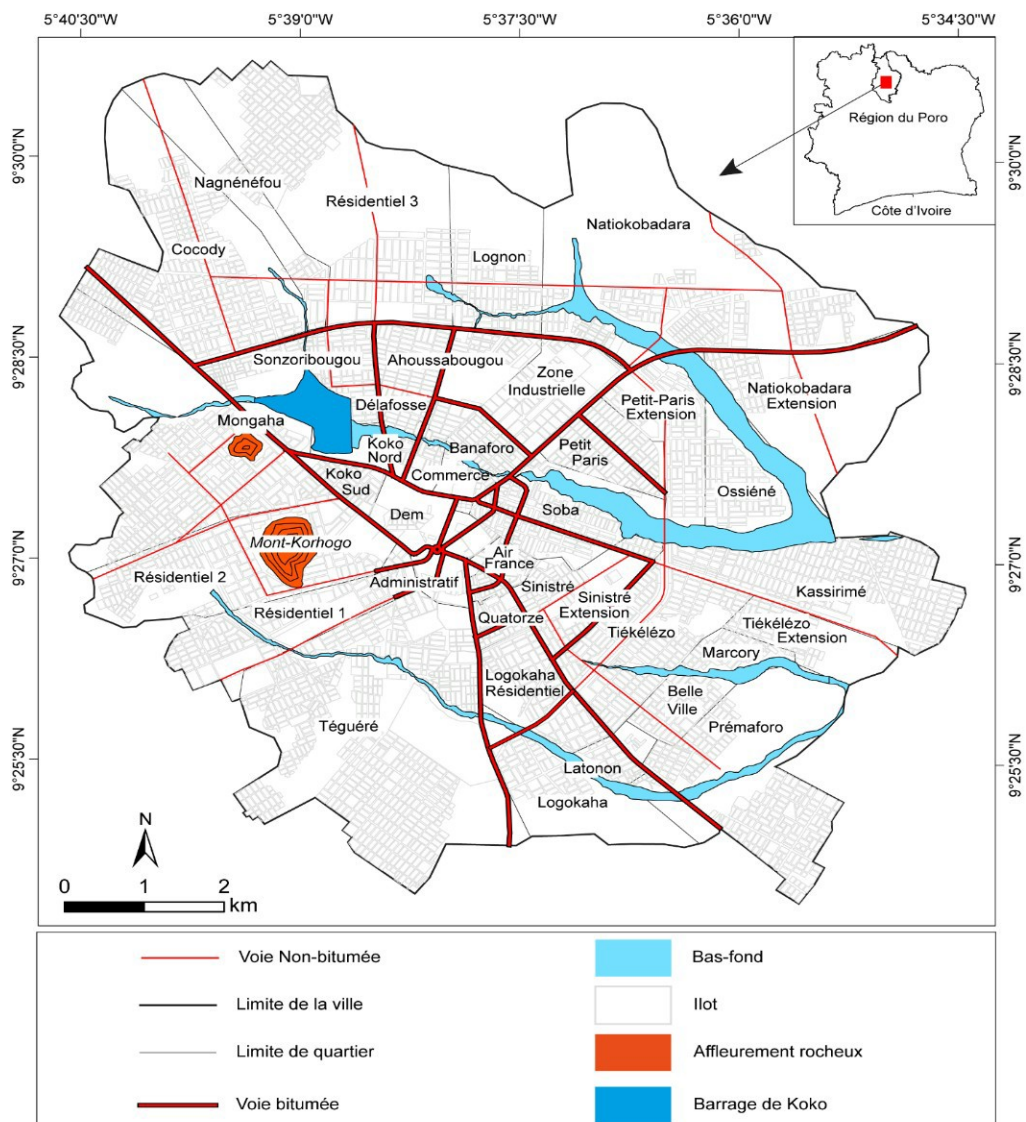 5°40'30"W 5°39'0"W 5°37'30"W 5°36'0"W 5°34'30"W
9°30'0"N
9°28'30"N
9°27'0"N
9°25'30"N
9°30'0"N
9°28'30"N
9°27'0"N
9°25'30"N
Région du Poro
Côte d'Ivoire
Nagnénéfou
Résidentiel 3
Natiokobadara
Cocody
Lognon
Sonzoribougou
Ahoussabougou
Zone
Industrielle
Natiokobadara
Extension
Petit-Paris
Extension
Délafosse
Mongaha
Koko
Nord
Banaforo
Petit
Paris
Commerce
Koko
Sud
Ossiéné
Dem
Soba
Mont-Korhogo
Air
France
Résidentiel 2
Administratif
Sinistré
Kassirimé
Résidentiel 1
Sinistré
Extension
Quatorze
Tiékélézo
Tiékélézo
Extension
Marcory
Logokaha
Résidentiel
Belle
Ville
Téguéré
Prémaforo
Latonon
Logokaha
N
0 1 2
km
Voie Non-bitumée
Limite de la ville
Limite de quartier
Voie bitumée
Bas-fond
Ilot
Affleurement rocheux
Barrage de Koko